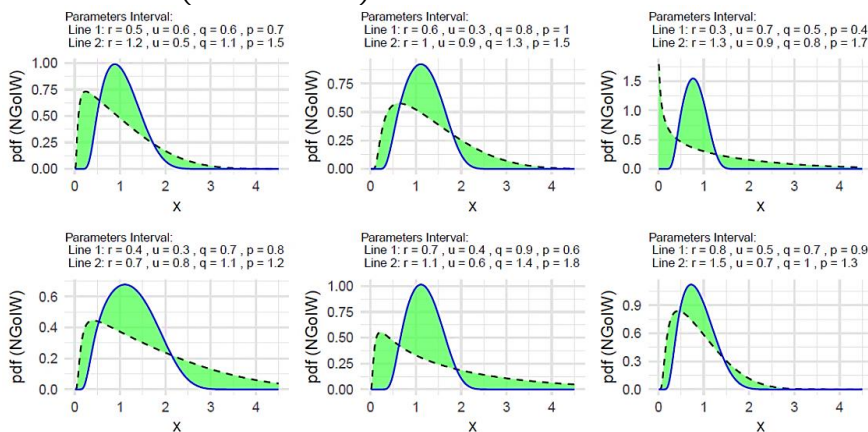 Parameters Interval:
Line 1: r = 0.5 , u = 0.6 , q = 0.6 , p = 0.7
Line 2: r = 1.2 , u = 0.5 , q = 1.1 , p = 1.5
pdf (NGoIW)
1.00
0.75
0.50
0.25
0.00
0 1 2 3 4
X
Parameters Interval:
Line 1: r = 0.6 , u = 0.3 , q = 0.8 , p = 1
Line 2: r = 1 , u = 0.9 , q = 1.3 , p = 1.5
pdf (NGoIW)
0.75
0.50
0.25
0.00
0 1 2 3 4
X
Parameters Interval:
Line 1: r = 0.3 , u = 0.7 , q = 0.5 , p = 0.4
Line 2: r = 1.3 , u = 0.9 , q = 0.8 , p = 1.7
pdf (NGoIW)
1.5
1.0
0.5
0.0
0 1 2 3 4
X
Parameters Interval:
Line 1: r = 0.4 , u = 0.3 , q = 0.7 , p = 0.8
Line 2: r = 0.7 , u = 0.8 , q = 1.1 , p = 1.2
pdf (NGoIW)
0.6
0.4
0.2
0.0
0 1 2 3 4
X
Parameters Interval:
Line 1: r = 0.7 , u = 0.4 , q = 0.9 , p = 0.6
Line 2: r = 1.1 , u = 0.6 , q = 1.4 , p = 1.8
pdf (NGoIW)
1.00
0.75
0.50
0.25
0.00
0 1 2 3 4
X
Parameters Interval:
Line 1: r = 0.8 , u = 0.5 , q = 0.7 , p = 0.9
Line 2: r = 1.5 , u = 0.7 , q = 1 , p = 1.3
pdf (NGoIW)
0.9
0.6
0.3
0.0
0 1 2 3 4
X